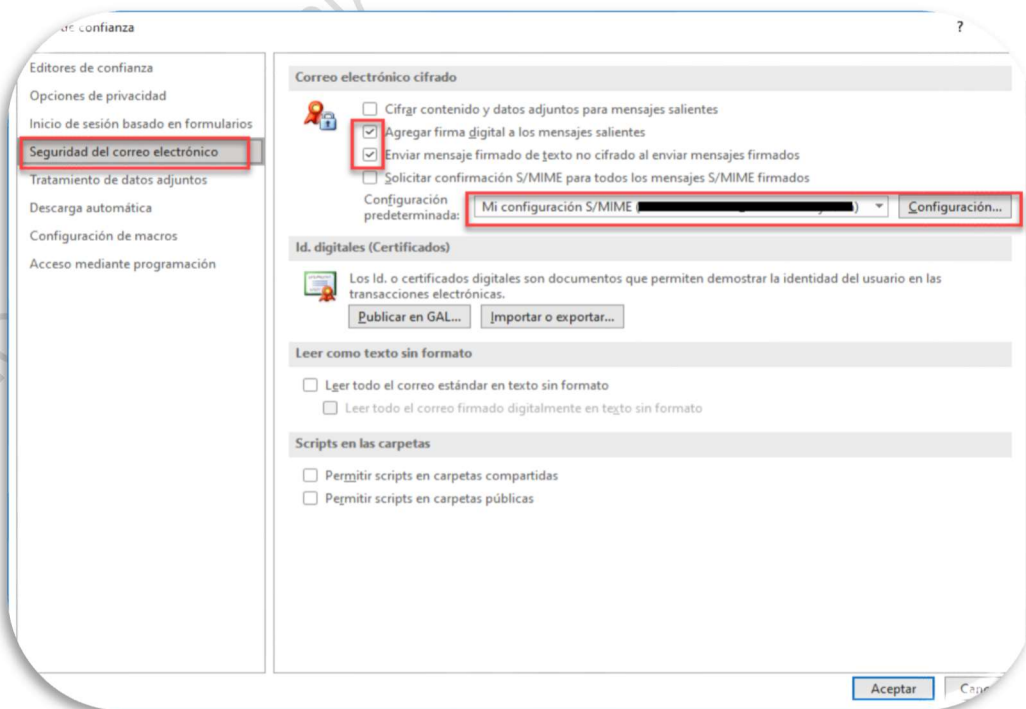 de confianza
?
Editores de confianza
Opciones de privacidad
Inicio de sesión basado en formularios
Seguridad del correo electrónico
Tratamiento de datos adjuntos
Descarga automática
Configuración de macros
Acceso mediante programación
Correo electrónico cifrado
Cifrar contenido y datos adjuntos para mensajes salientes
Agregar firma digital a los mensajes salientes
Enviar mensaje firmado de texto no cifrado al enviar mensajes firmados
Solicitar confirmación S/MIME para todos los mensajes S/MIME firmados
Configuración
predeterminada:
Mi configuración S/MIME (
)
Configuración...
Id. digitales (Certificados)
Los Id. o certificados digitales son documentos que permiten demostrar la identidad del usuario en las
transacciones electrónicas.
Publicar en GAL...
Importar o exportar...
Leer como texto sin formato
Leer todo el correo estándar en texto sin formato
Leer todo el correo firmado digitalmente en texto sin formato
Scripts en las carpetas
Permitir scripts en carpetas compartidas
Permitir scripts en carpetas públicas
Aceptar
Canc